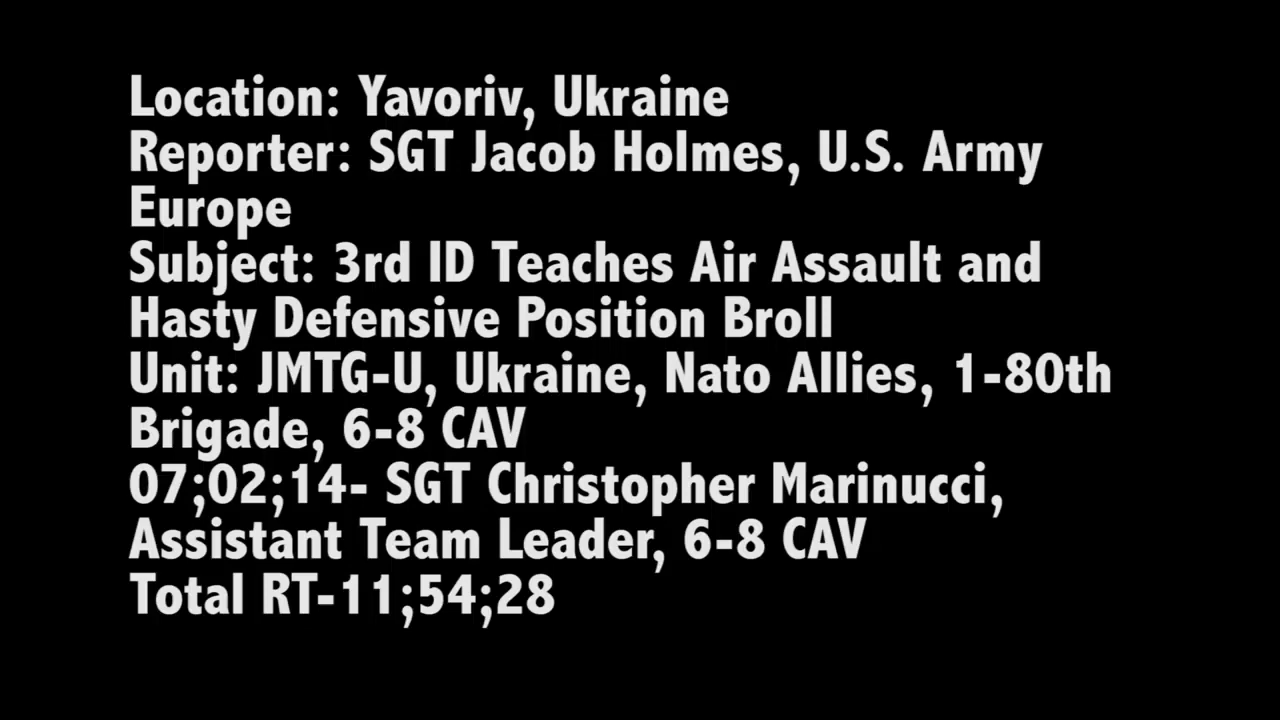 Location: Yavoriv, Ukraine
Reporter: SGT Jacob Holmes, U.S. Army
Europe
Subject: 3rd ID Teaches Air Assault and
Hasty Defensive Position Broll
Unit: JMTG-U, Ukraine, Nato Allies, 1-80th
Brigade, 6-8 CAV
07;02;14- SGT Christopher Marinucci,
Assistant Team Leader, 6-8 CAV
Total RT-11;54;28